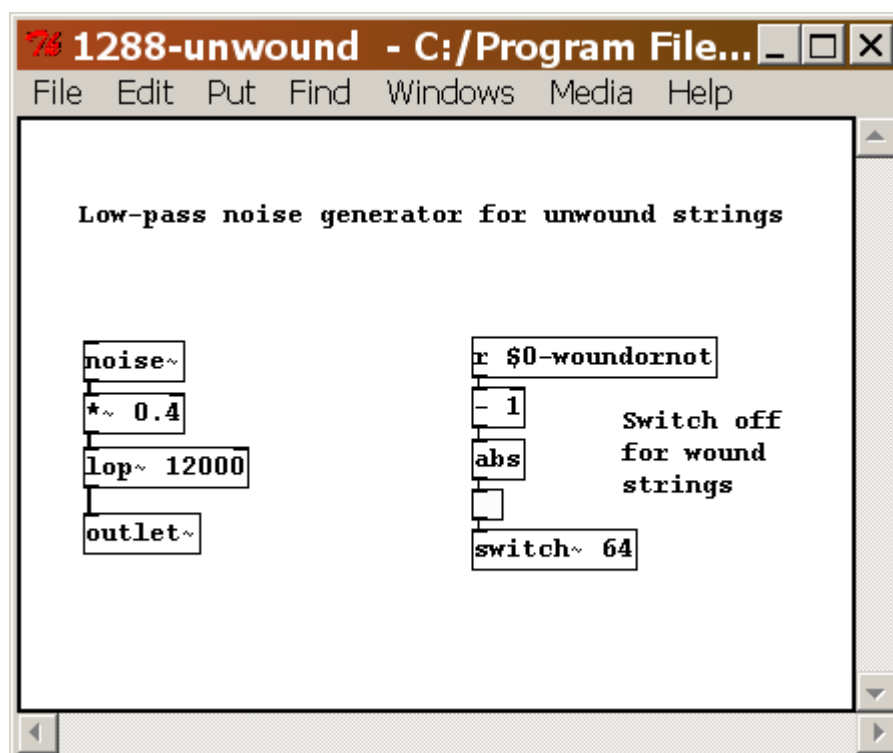 1288-unwound - C:/Program File...
File Edit Put Find Windows Media Help
Low-pass noise generator for unwound strings
noise~
*~ 0.4
lop~ 12000
outlet~
r $0-woundornot
- 1
abs
switch~ 64
Switch off
for wound
strings